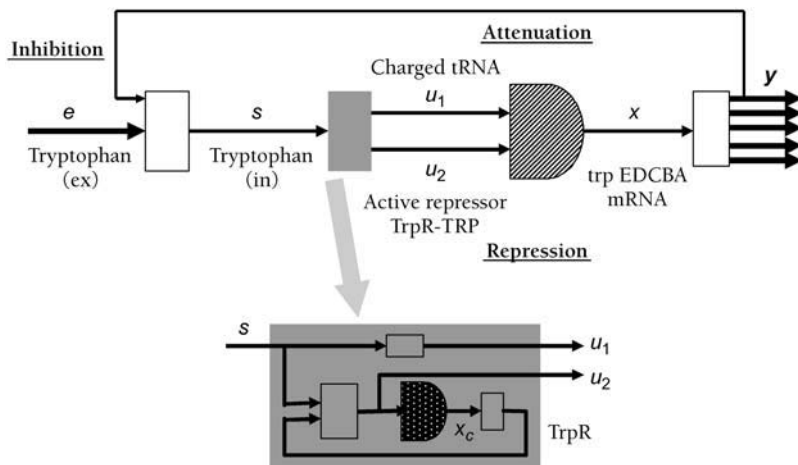 Attenuation
Inhibition
Charged tRNA
y
e
s
u1
x
Tryptophan
(ex)
Tryptophan
(in)
u2
trp EDCBA
mRNA
Active repressor
TrpR-TRP
Repression
s
u1
u2
xc
TrpR